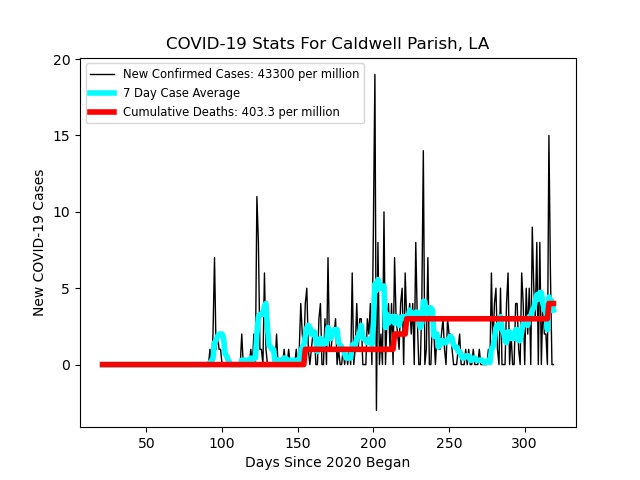 COVID-19 Stats For Caldwell Parish, LA
New Confirmed Cases: 43300 per million
7 Day Case Average
Cumulative Deaths: 403.3 per million
New COVID-19 Cases
20
15
10
5
0
50 100 150 200 250 300
Days Since 2020 Began